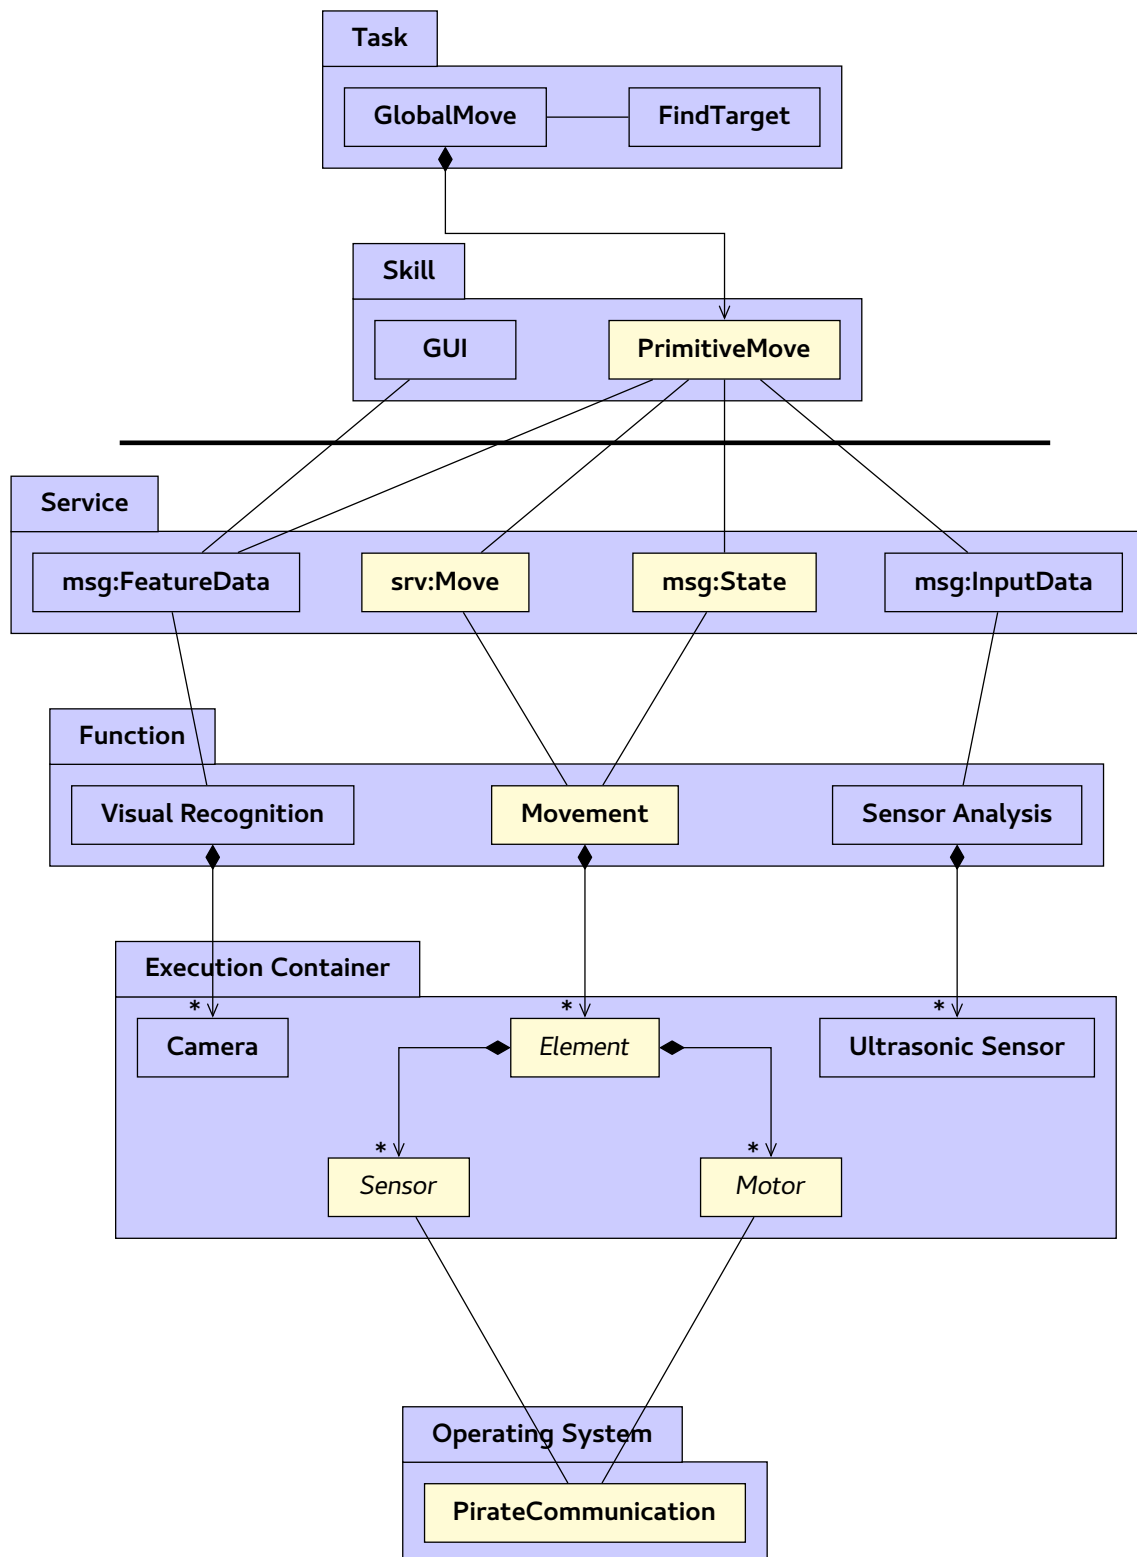 Task
GlobalMove
FindTarget
Skill
GUI
PrimitiveMove
Service
msg:FeatureData
srv:Move
msg:State
msg:InputData
Function
Visual Recognition
Movement
Sensor Analysis
Execution Container
*
*
*
Camera
Element
Ultrasonic Sensor
*
*
Sensor
Motor
Operating System
PirateCommunication